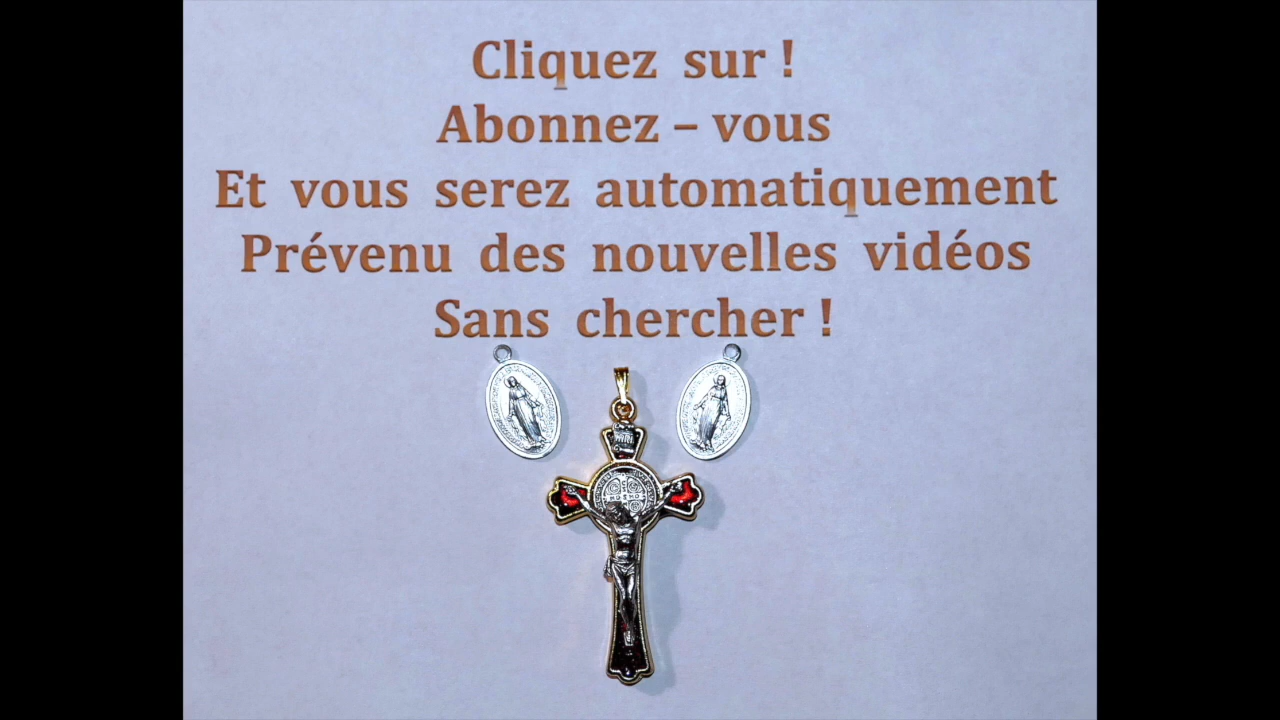 Cliquez sur !
Abonnez – vous
Et vous serez automatiquement
Prévenu des nouvelles vidéos
Sans chercher !